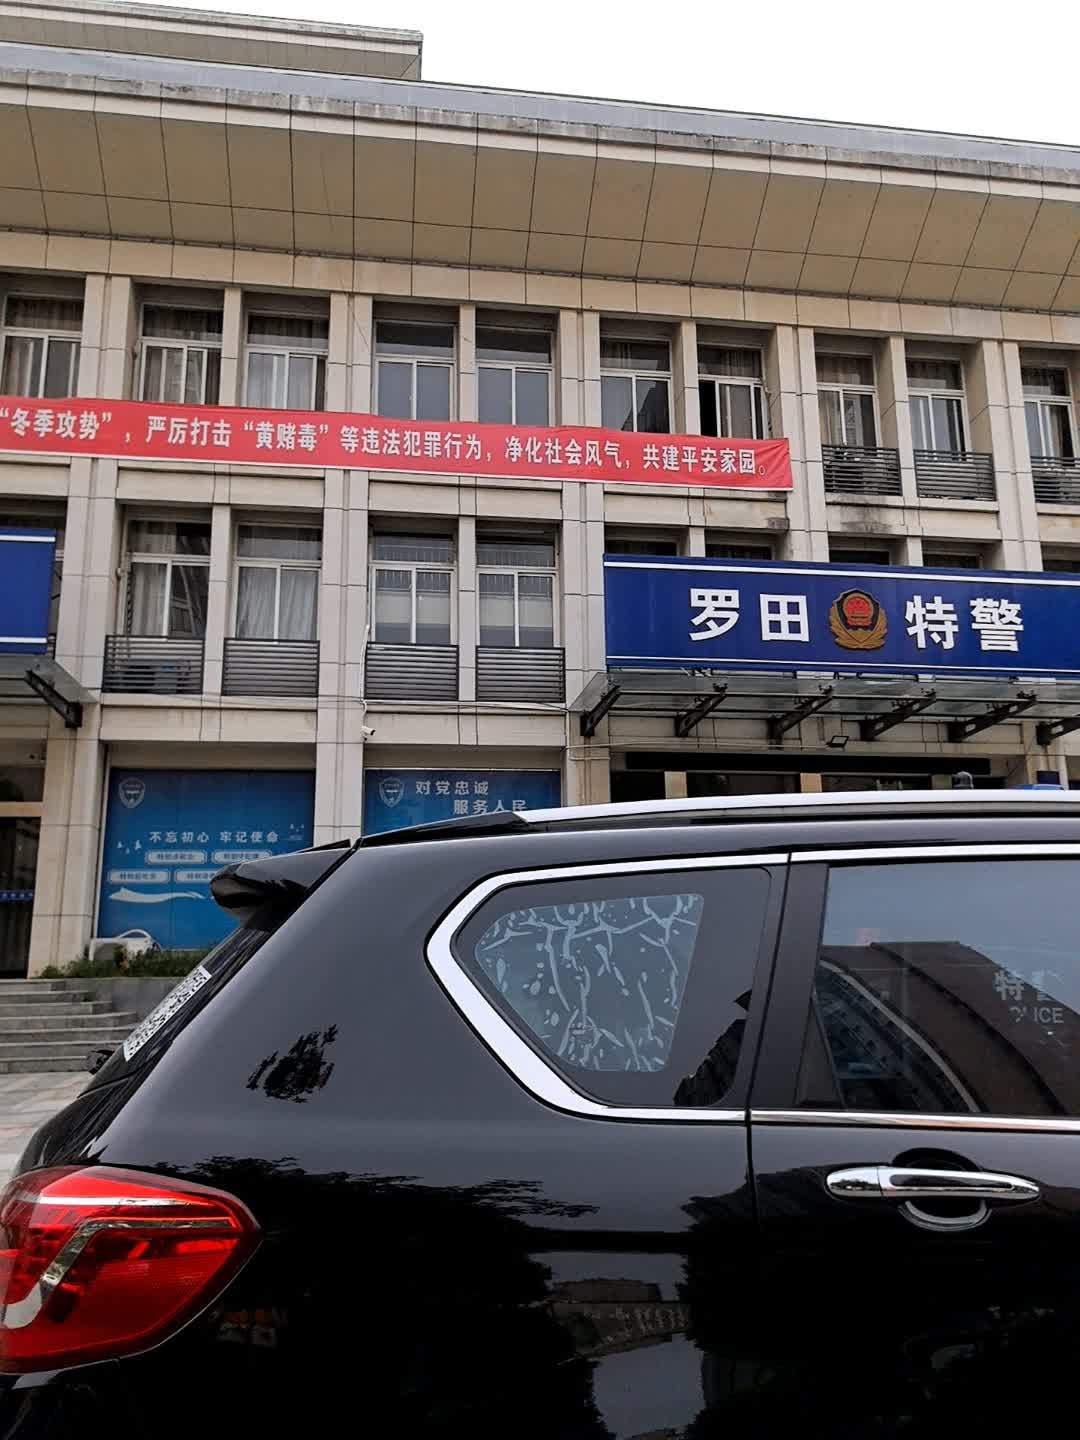 “冬季攻势”，严厉打击“黄赌毒”等违法犯罪行为，净化社会风气，共建平安家园。
罗田 特警
对党忠诚
服务人民
不忘初心 牢记使命
特警